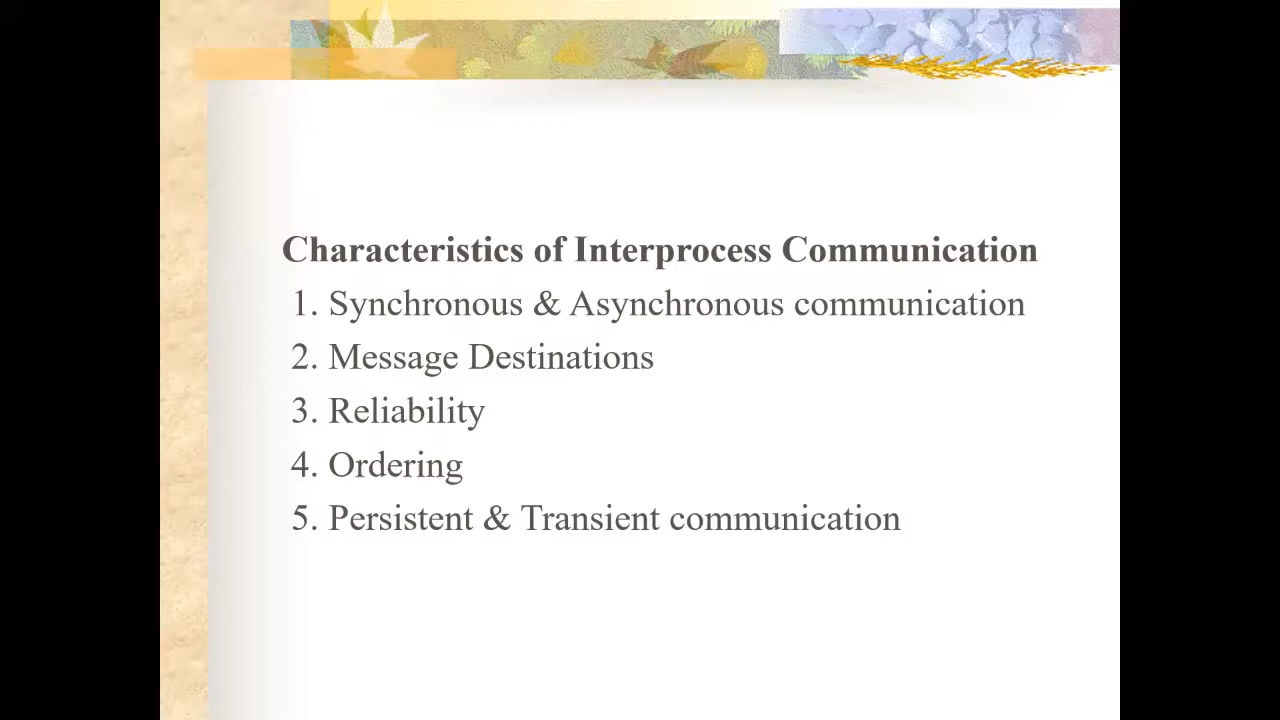 Characteristics of Interprocess Communication
1. Synchronous & Asynchronous communication
2. Message Destinations
3. Reliability
4. Ordering
5. Persistent & Transient communication